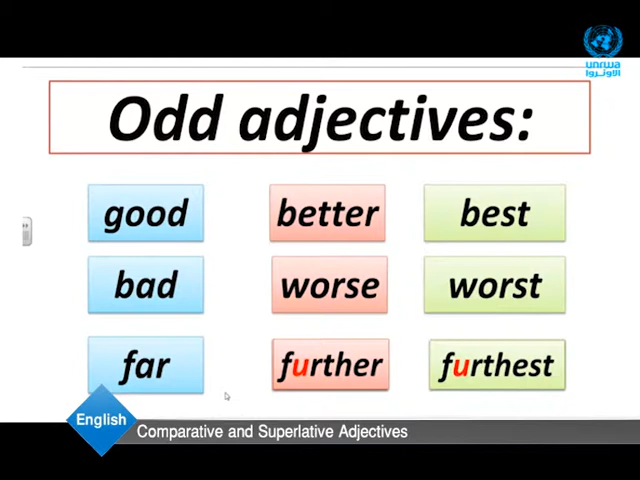 unrwa
الأونروا
Odd adjectives:
good better best
bad worse worst
far further furthest
English
Comparative and Superlative Adjectives